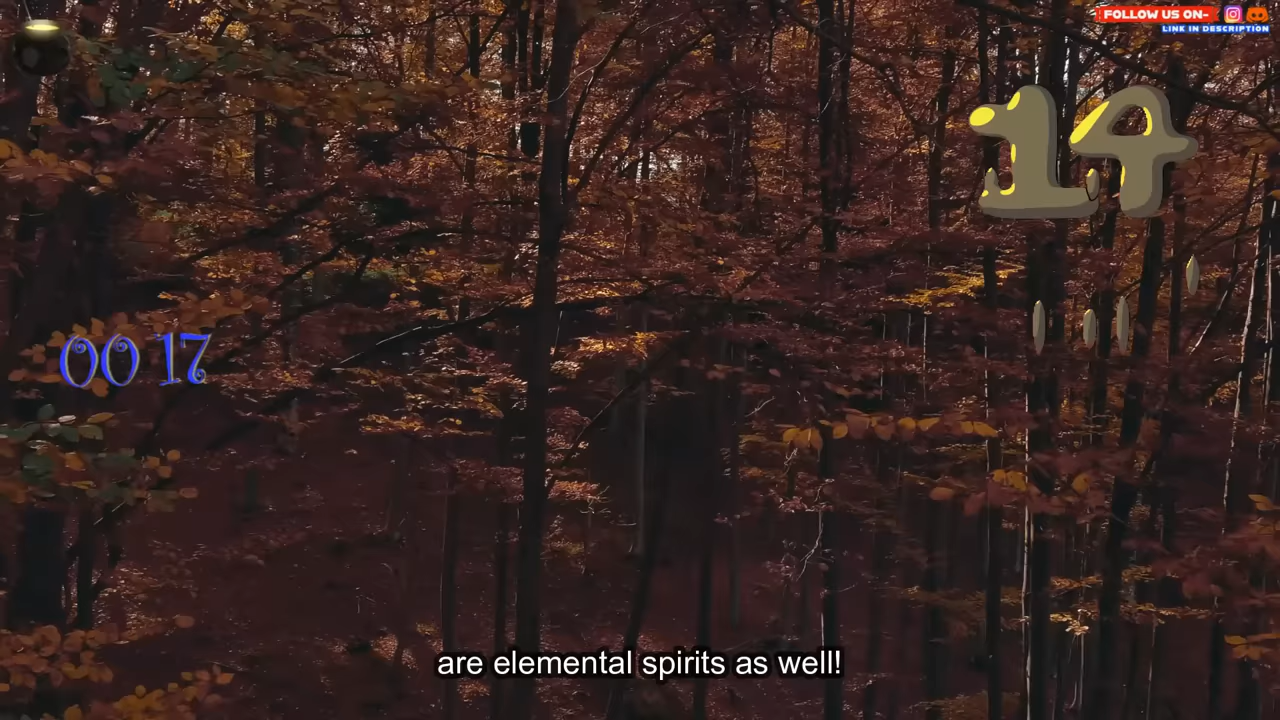 FOLLOW US ON-
LINK IN DESCRIPTION
14
00 17
are elemental spirits as well!